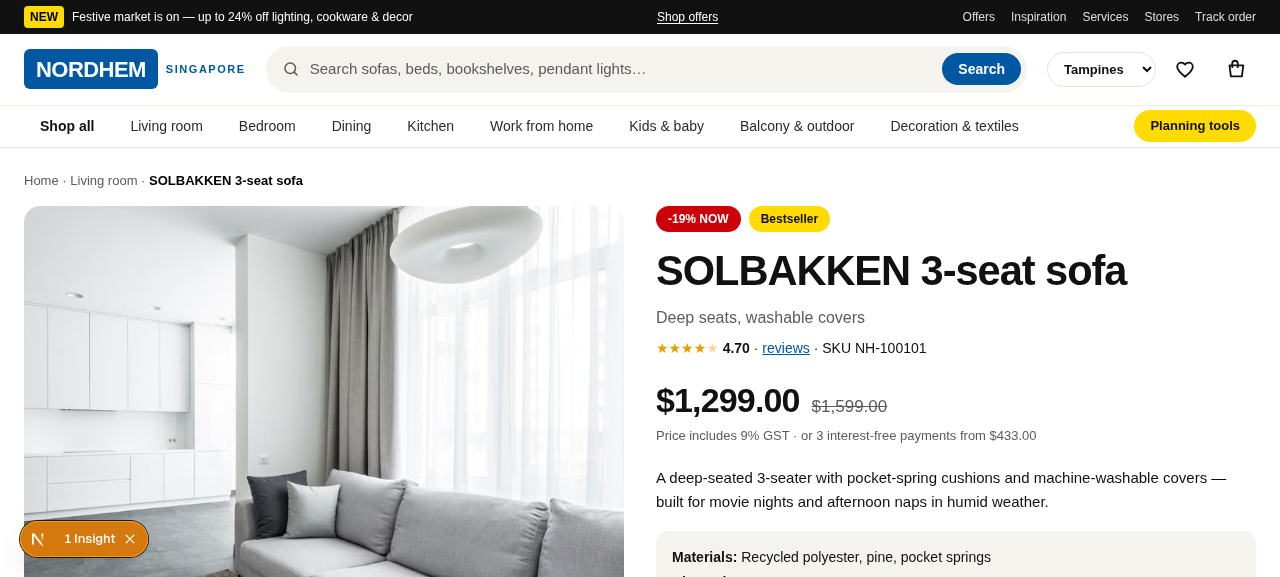 NEW Festive market is on — up to 24% off lighting, cookware & decor Shop offers Offers Inspiration Services Stores Track order
NORDHEM SINGAPORE Search sofas, beds, bookshelves, pendant lights… Search Tampines
Shop all Living room Bedroom Dining Kitchen Work from home Kids & baby Balcony & outdoor Decoration & textiles Planning tools
Home · Living room · SOLBAKKEN 3-seat sofa
-19% NOW Bestseller
SOLBAKKEN 3-seat sofa
Deep seats, washable covers
★★★★★ 4.70 · reviews · SKU NH-100101
$1,299.00 $1,599.00
Price includes 9% GST · or 3 interest-free payments from $433.00
A deep-seated 3-seater with pocket-spring cushions and machine-washable covers —
built for movie nights and afternoon naps in humid weather.
Materials: Recycled polyester, pine, pocket springs
1 Insight